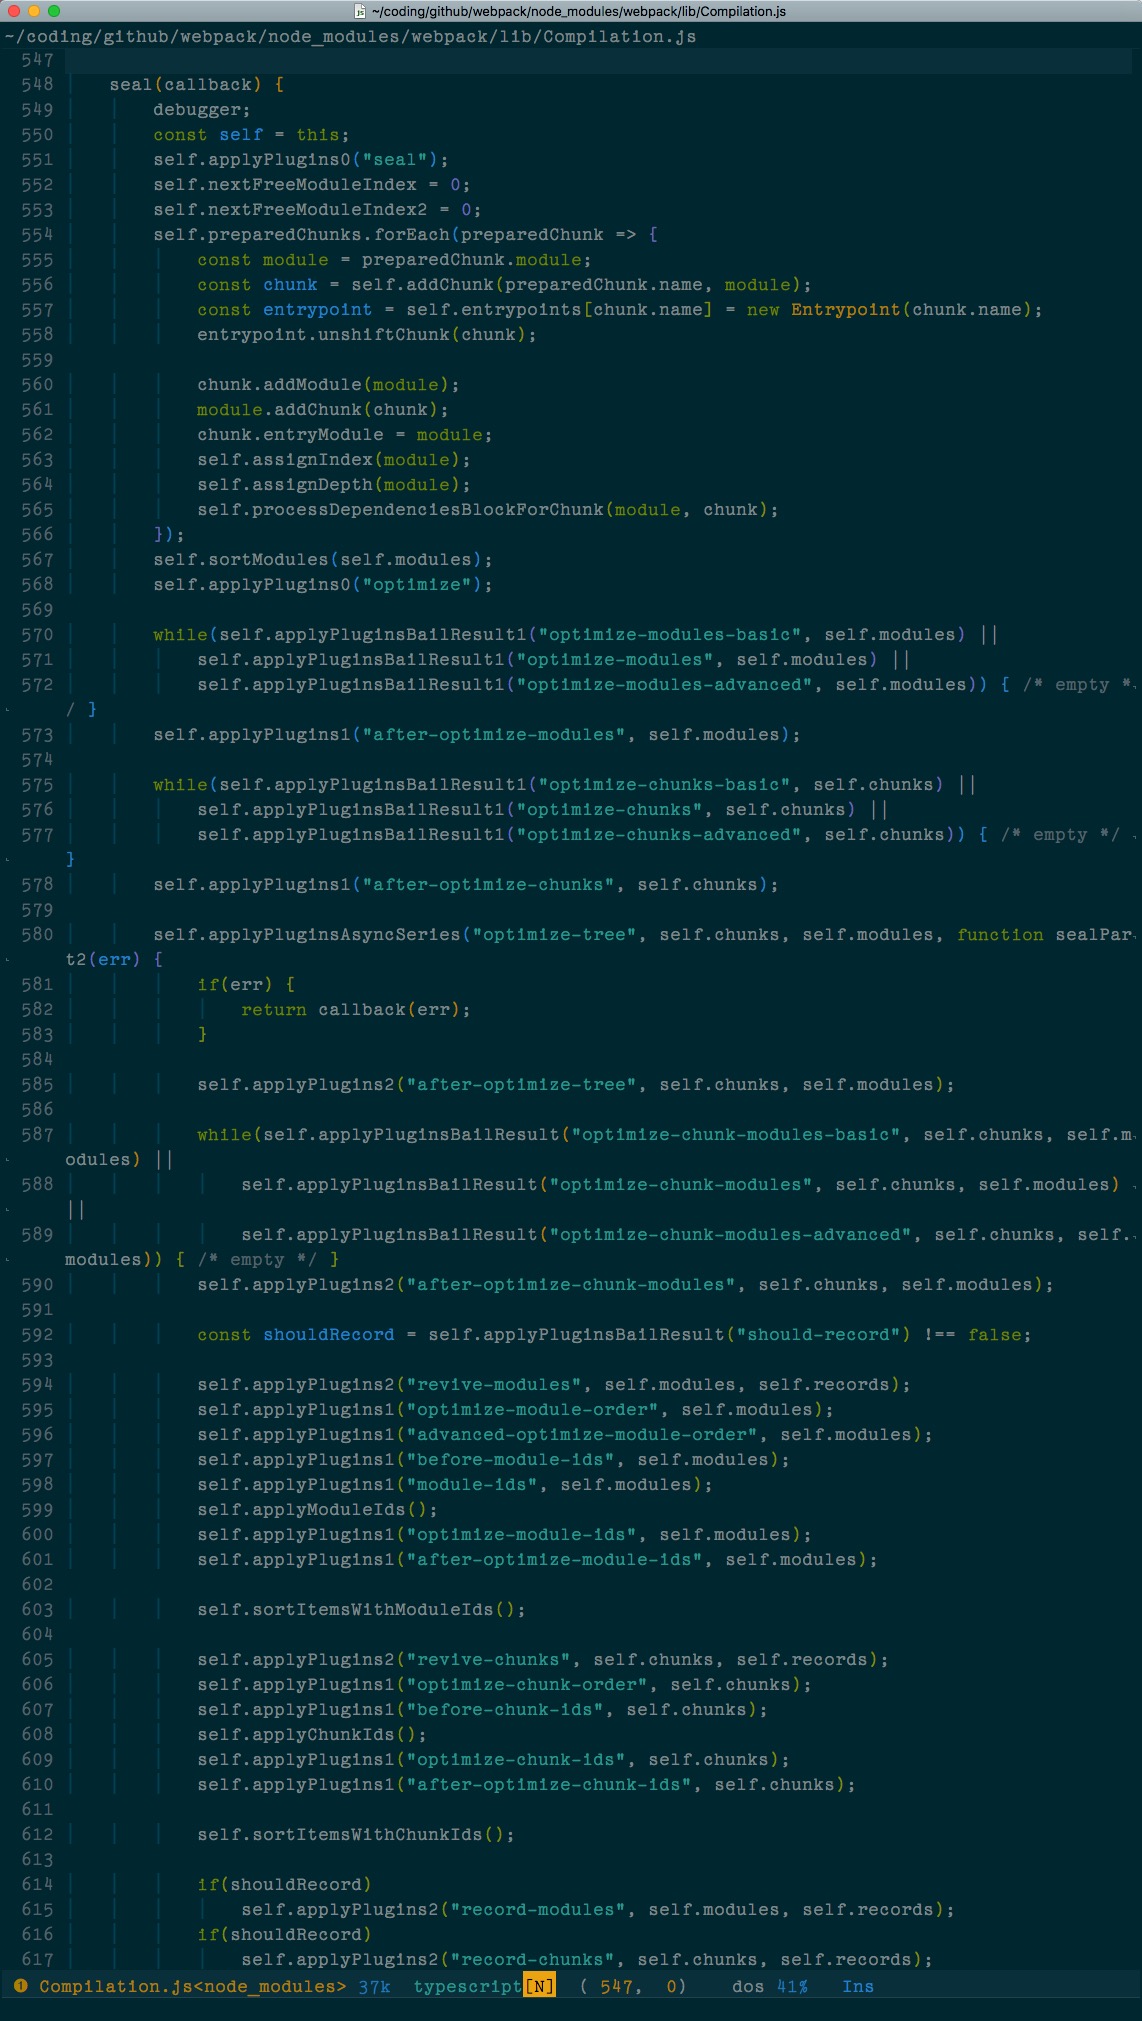 ~/coding/github/webpack/node_modules/webpack/lib/Compilation.js
~/coding/github/webpack/node_modules/webpack/lib/Compilation.js
547
548 seal(callback) {
549 debugger;
550 const self = this;
551 self.applyPlugins0("seal");
552 self.nextFreeModuleIndex = 0;
553 self.nextFreeModuleIndex2 = 0;
554 self.preparedChunks.forEach(preparedChunk => {
555 const module = preparedChunk.module;
556 const chunk = self.addChunk(preparedChunk.name, module);
557 const entrypoint = self.entrypoints[chunk.name] = new Entrypoint(chunk.name);
558 entrypoint.unshiftChunk(chunk);
559
560 chunk.addModule(module);
561 module.addChunk(chunk);
562 chunk.entryModule = module;
563 self.assignIndex(module);
564 self.assignDepth(module);
565 self.processDependenciesBlockForChunk(module, chunk);
566 });
567 self.sortModules(self.modules);
568 self.applyPlugins0("optimize");
569
570 while(self.applyPluginsBailResult1("optimize-modules-basic", self.modules) ||
571 self.applyPluginsBailResult1("optimize-modules", self.modules) ||
572 self.applyPluginsBailResult1("optimize-modules-advanced", self.modules)) { /* empty *
/ }
573 self.applyPlugins1("after-optimize-modules", self.modules);
574
575 while(self.applyPluginsBailResult1("optimize-chunks-basic", self.chunks) ||
576 self.applyPluginsBailResult1("optimize-chunks", self.chunks) ||
577 self.applyPluginsBailResult1("optimize-chunks-advanced", self.chunks)) { /* empty */
}
578 self.applyPlugins1("after-optimize-chunks", self.chunks);
579
580 self.applyPluginsAsyncSeries("optimize-tree", self.chunks, self.modules, function sealPar
t2(err) {
581 if(err) {
582 return callback(err);
583 }
584
585 self.applyPlugins2("after-optimize-tree", self.chunks, self.modules);
586
587 while(self.applyPluginsBailResult("optimize-chunk-modules-basic", self.chunks, self.m
odules) ||
588 self.applyPluginsBailResult("optimize-chunk-modules", self.chunks, self.modules)
||
589 self.applyPluginsBailResult("optimize-chunk-modules-advanced", self.chunks, self.
modules)) { /* empty */ }
590 self.applyPlugins2("after-optimize-chunk-modules", self.chunks, self.modules);
591
592 const shouldRecord = self.applyPluginsBailResult("should-record") !== false;
593
594 self.applyPlugins2("revive-modules", self.modules, self.records);
595 self.applyPlugins1("optimize-module-order", self.modules);
596 self.applyPlugins1("advanced-optimize-module-order", self.modules);
597 self.applyPlugins1("before-module-ids", self.modules);
598 self.applyPlugins1("module-ids", self.modules);
599 self.applyModuleIds();
600 self.applyPlugins1("optimize-module-ids", self.modules);
601 self.applyPlugins1("after-optimize-module-ids", self.modules);
602
603 self.sortItemsWithModuleIds();
604
605 self.applyPlugins2("revive-chunks", self.chunks, self.records);
606 self.applyPlugins1("optimize-chunk-order", self.chunks);
607 self.applyPlugins1("before-chunk-ids", self.chunks);
608 self.applyChunkIds();
609 self.applyPlugins1("optimize-chunk-ids", self.chunks);
610 self.applyPlugins1("after-optimize-chunk-ids", self.chunks);
611
612 self.sortItemsWithChunkIds();
613
614 if(shouldRecord)
615 self.applyPlugins2("record-modules", self.modules, self.records);
616 if(shouldRecord)
617 self.applyPlugins2("record-chunks", self.chunks, self.records);
❶ Compilation.js<node_modules> 37k typescript[N] ( 547, 0) dos 41% Ins